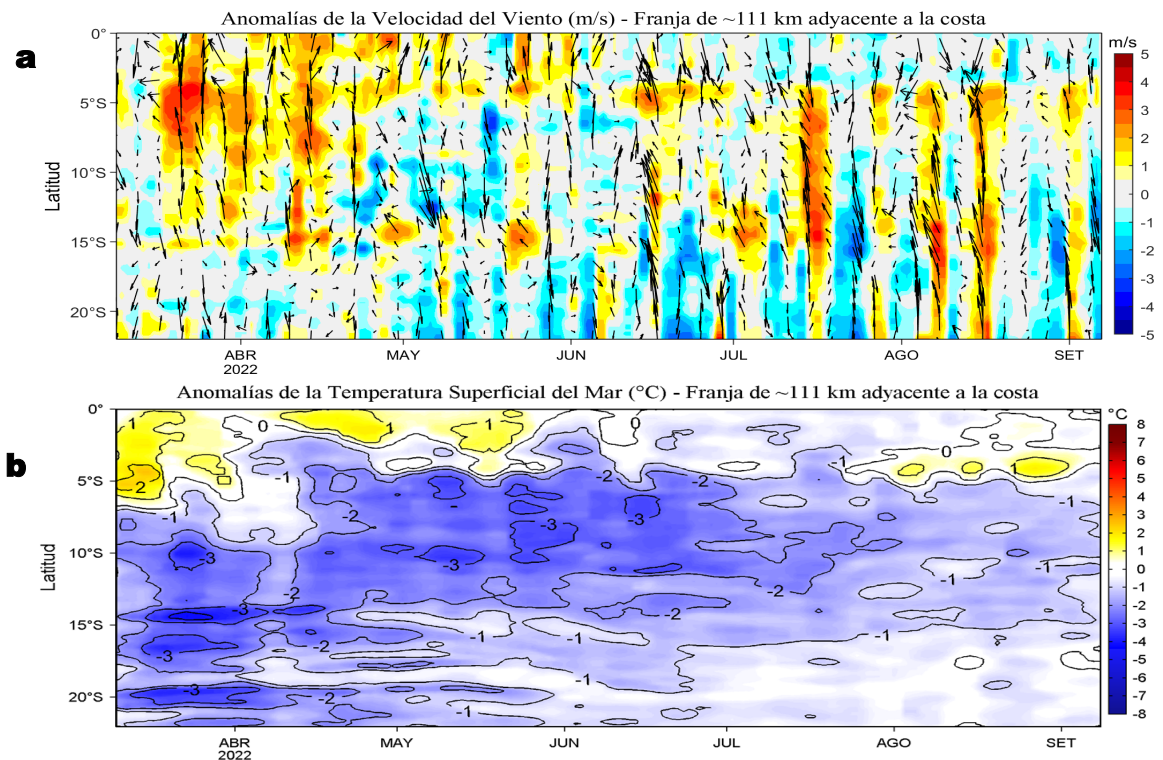 Anomalías de la Velocidad del Viento (m/s) - Franja de ~111 km adyacente a la costa
a
0°
5°S
10°S
15°S
20°S
Latitud
ABR
2022
MAY
JUN
JUL
AGO
SET
m/s
5
4
3
2
1
0
-1
-2
-3
-4
-5
Anomalías de la Temperatura Superficial del Mar (°C) - Franja de ~111 km adyacente a la costa
b
0°
5°S
10°S
15°S
20°S
Latitud
1
0
1
1
0
2
-1
-2
-2
-1
0
1
-1
-1
-2
-3
-3
-3
-3
-2
-2
-1
-1
-3
-2
-1
-1
-1
-3
-2
-1
-3
-2
-1
ABR
2022
MAY
JUN
JUL
AGO
SET
°C
8
7
6
5
4
3
2
1
0
-1
-2
-3
-4
-5
-6
-7
-8